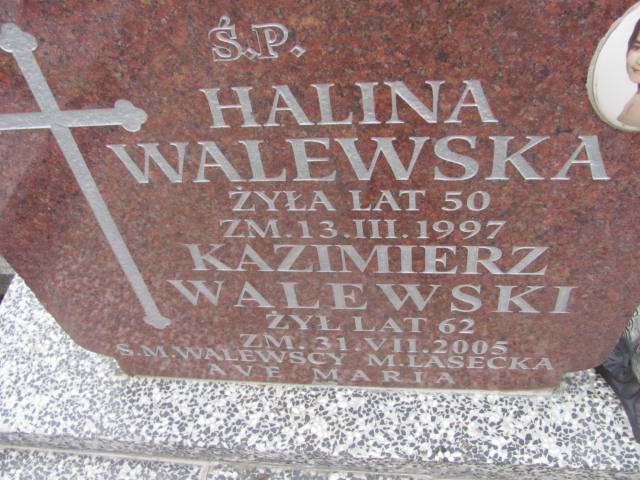 Ś.P.
HALINA
WALEWSKA
ŻYŁA LAT 50
ZM. 13. III. 1997
KAZIMIERZ
WALEWSKI
ŻYŁ LAT 62
ZM. 31. VII. 2005
S.M. WALEWSCY M. LASECKA
AVE MARIA